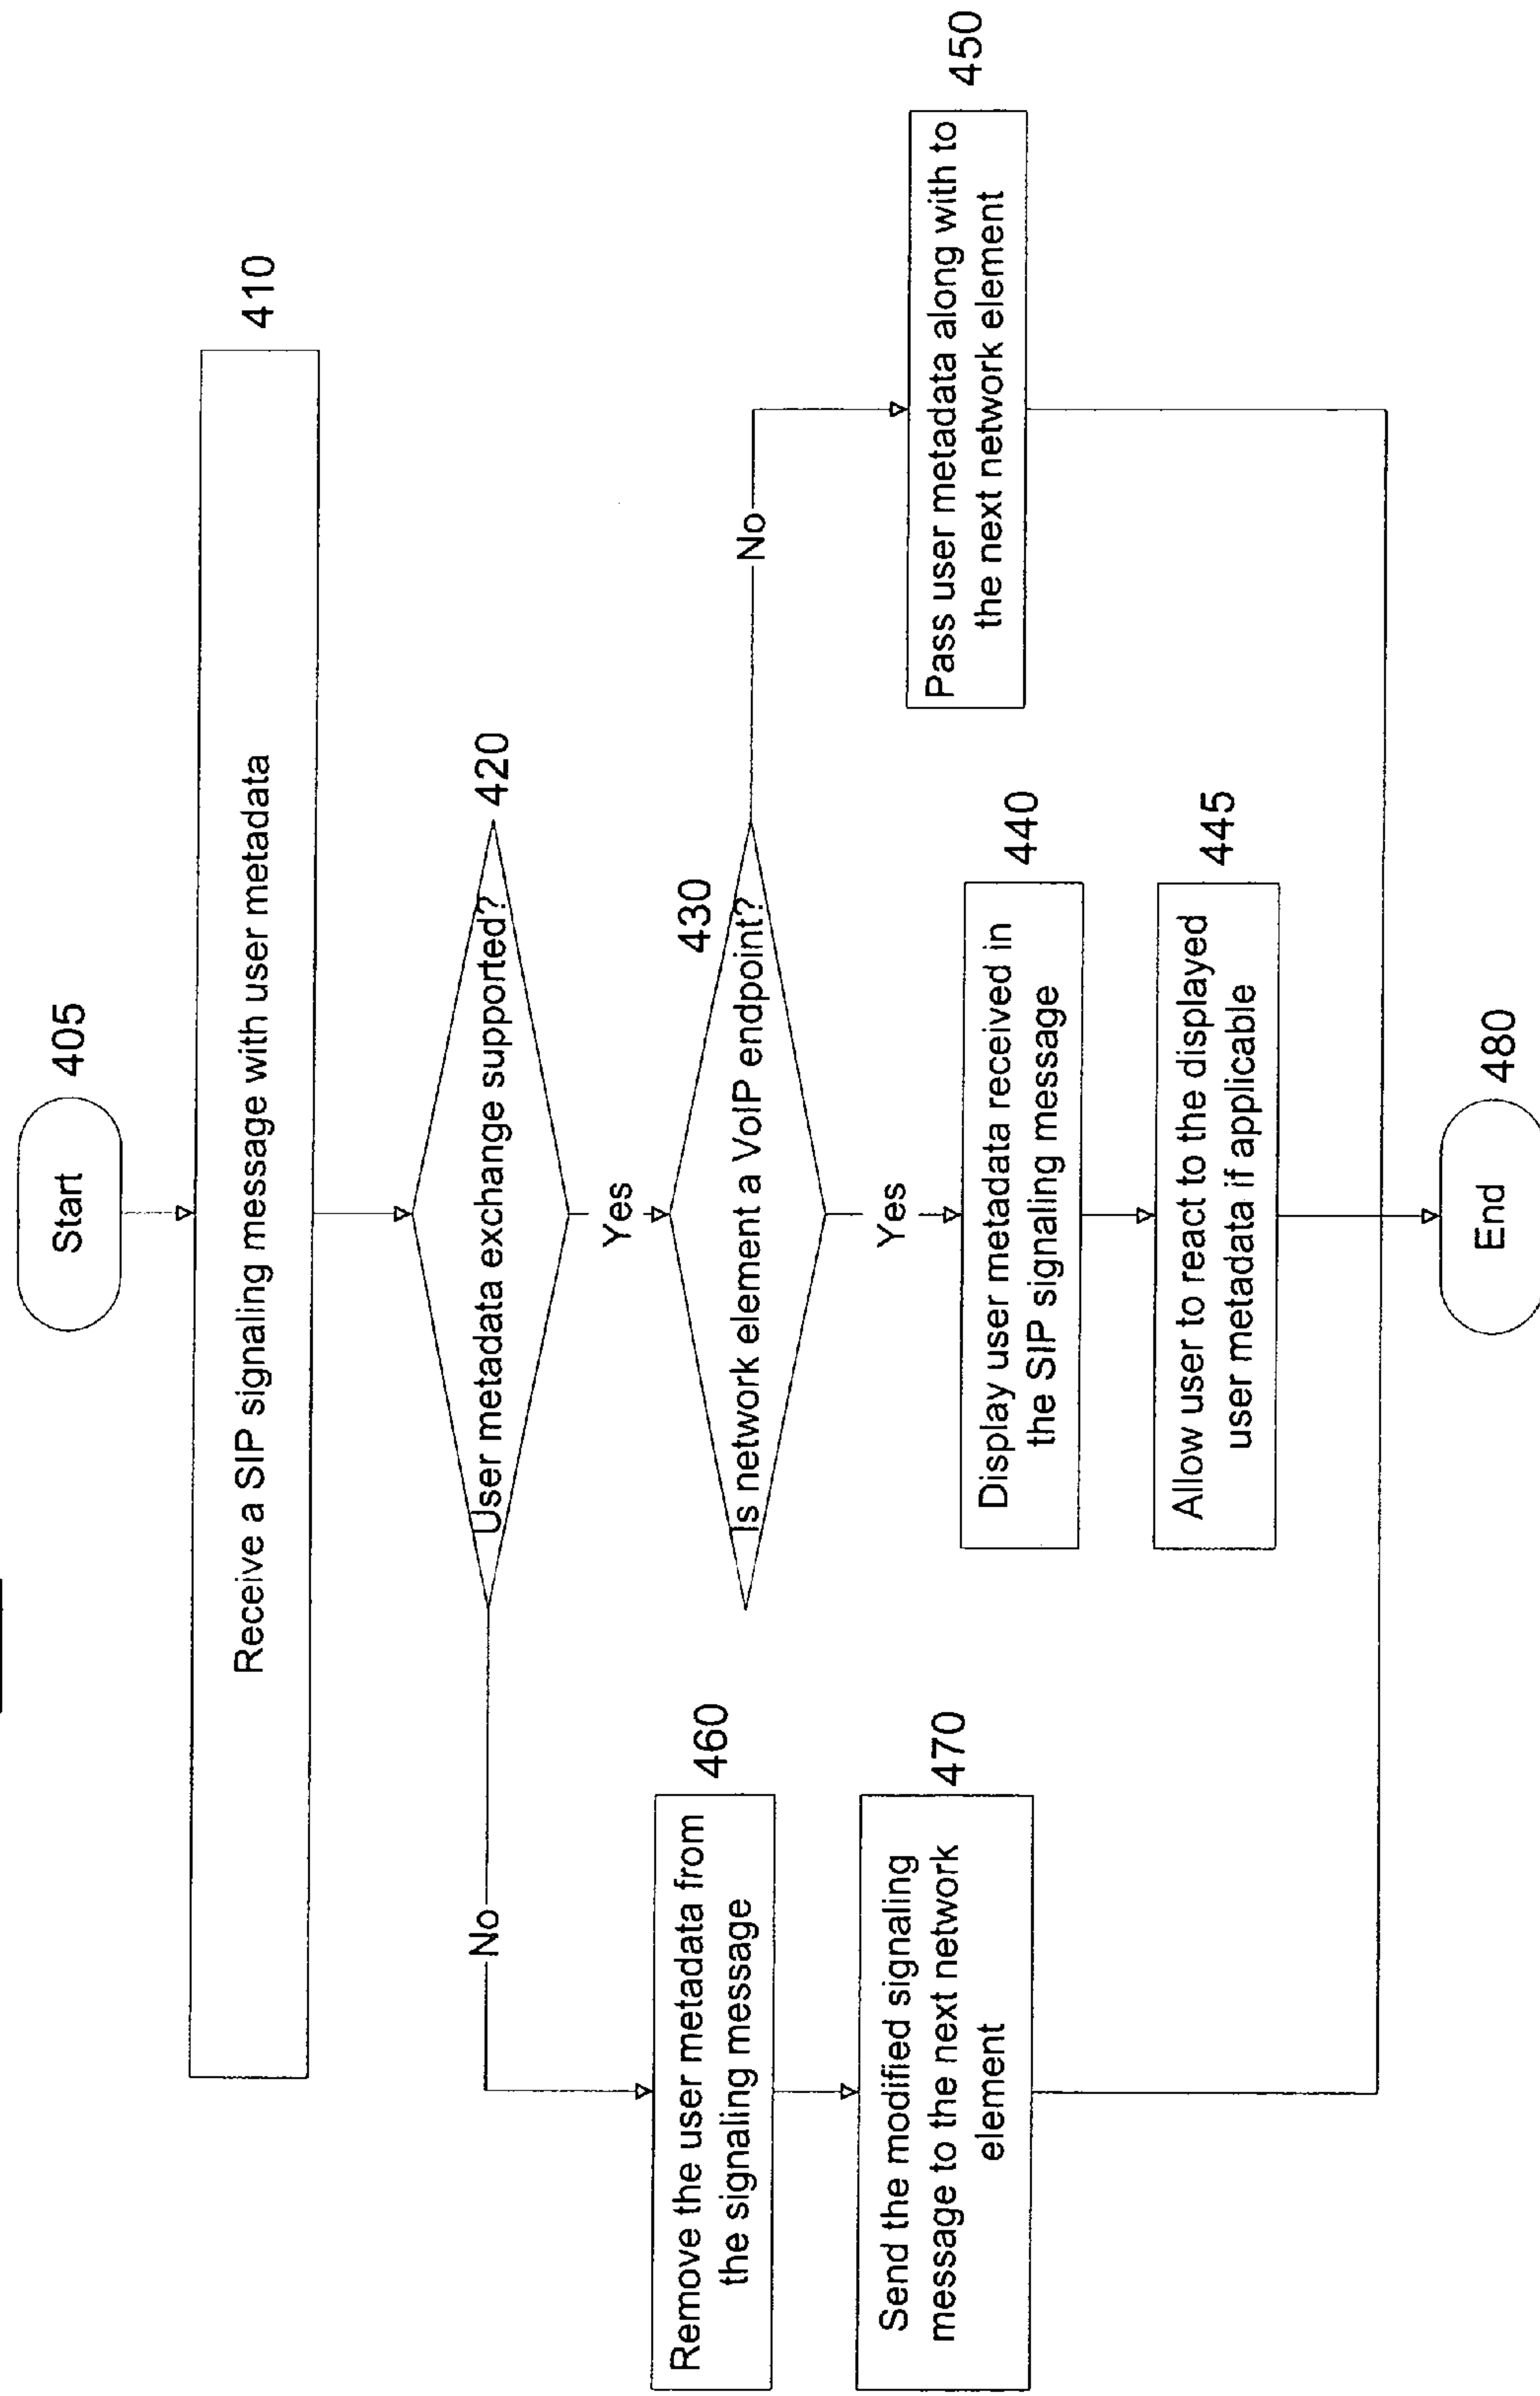 Start
405
Receive a SIP signaling message with user metadata
410
User metadata exchange supported?
420
No
Yes
430
Is network element a VoIP endpoint?
No
Yes
Remove the user metadata from
the signaling message
460
Send the modified signaling
message to the next network
element
470
Display user metadata received in
the SIP signaling message
440
Allow user to react to the displayed
user metadata if applicable
445
Pass user metadata along with to
the next network element
450
End
480